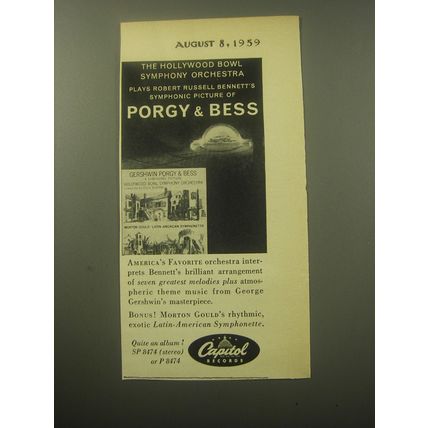 AUGUST 8, 1959
THE HOLLYWOOD BOWL
SYMPHONY ORCHESTRA
PLAYS ROBERT RUSSELL BENNETT'S
SYMPHONIC PICTURE OF
PORGY & BESS
GERSHWIN PORGY & BESS
A SYMPHONIC PICTURE
HOLLYWOOD BOWL SYMPHONY ORCHESTRA
MORTON GOULD: LATIN-AMERICAN SYMPHONETTE
AMERICA'S FAVORITE orchestra inter-
prets Bennett's brilliant arrangement
of seven greatest melodies plus atmos-
pheric theme music from George
Gershwin's masterpiece.
BONUS! MORTON GOULD's rhythmic,
exotic Latin-American Symphonette.
Quite an album!
SP 8474 (stereo)
or P 8474
Capitol
RECORDS